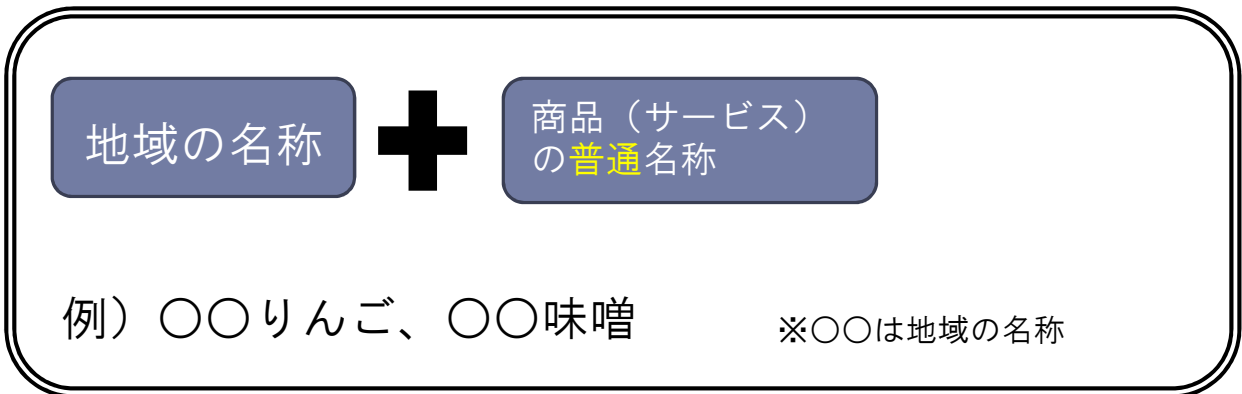 地域の名称
商品（サービス）
の普通名称
例）〇〇りんご、〇〇味噌
※〇〇は地域の名称